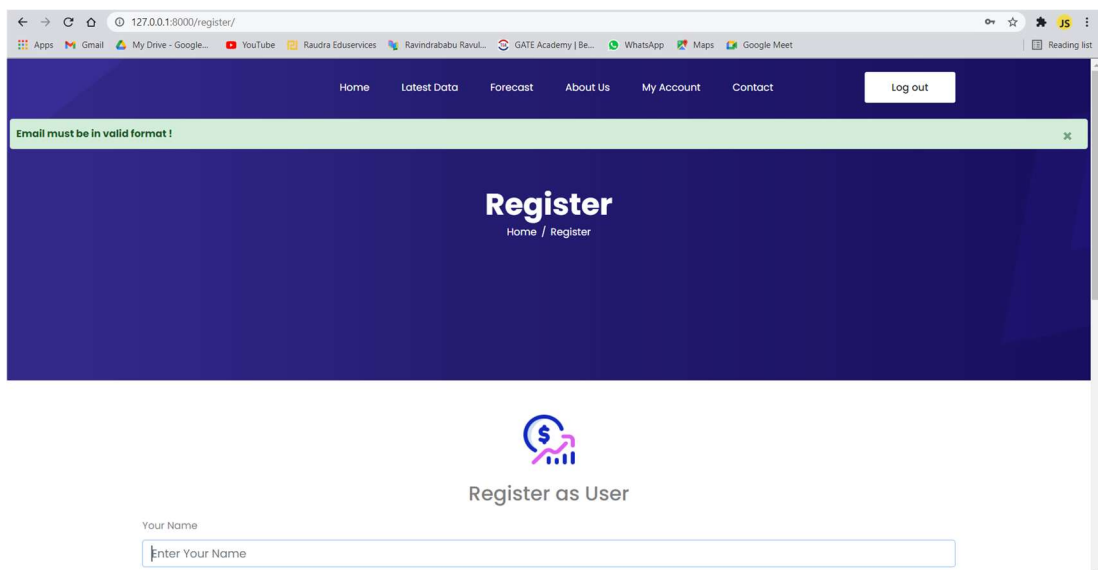 127.0.0.1:8000/register/
JS
Apps Gmail My Drive - Google... YouTube Raudra Eduservices Ravindrababu Ravul... GATE Academy | Be... WhatsApp Maps Google Meet Reading list
Home Latest Data Forecast About Us My Account Contact Log out
Email must be in valid format ! ×
Register
Home / Register
$
Register as User
Your Name
Enter Your Name